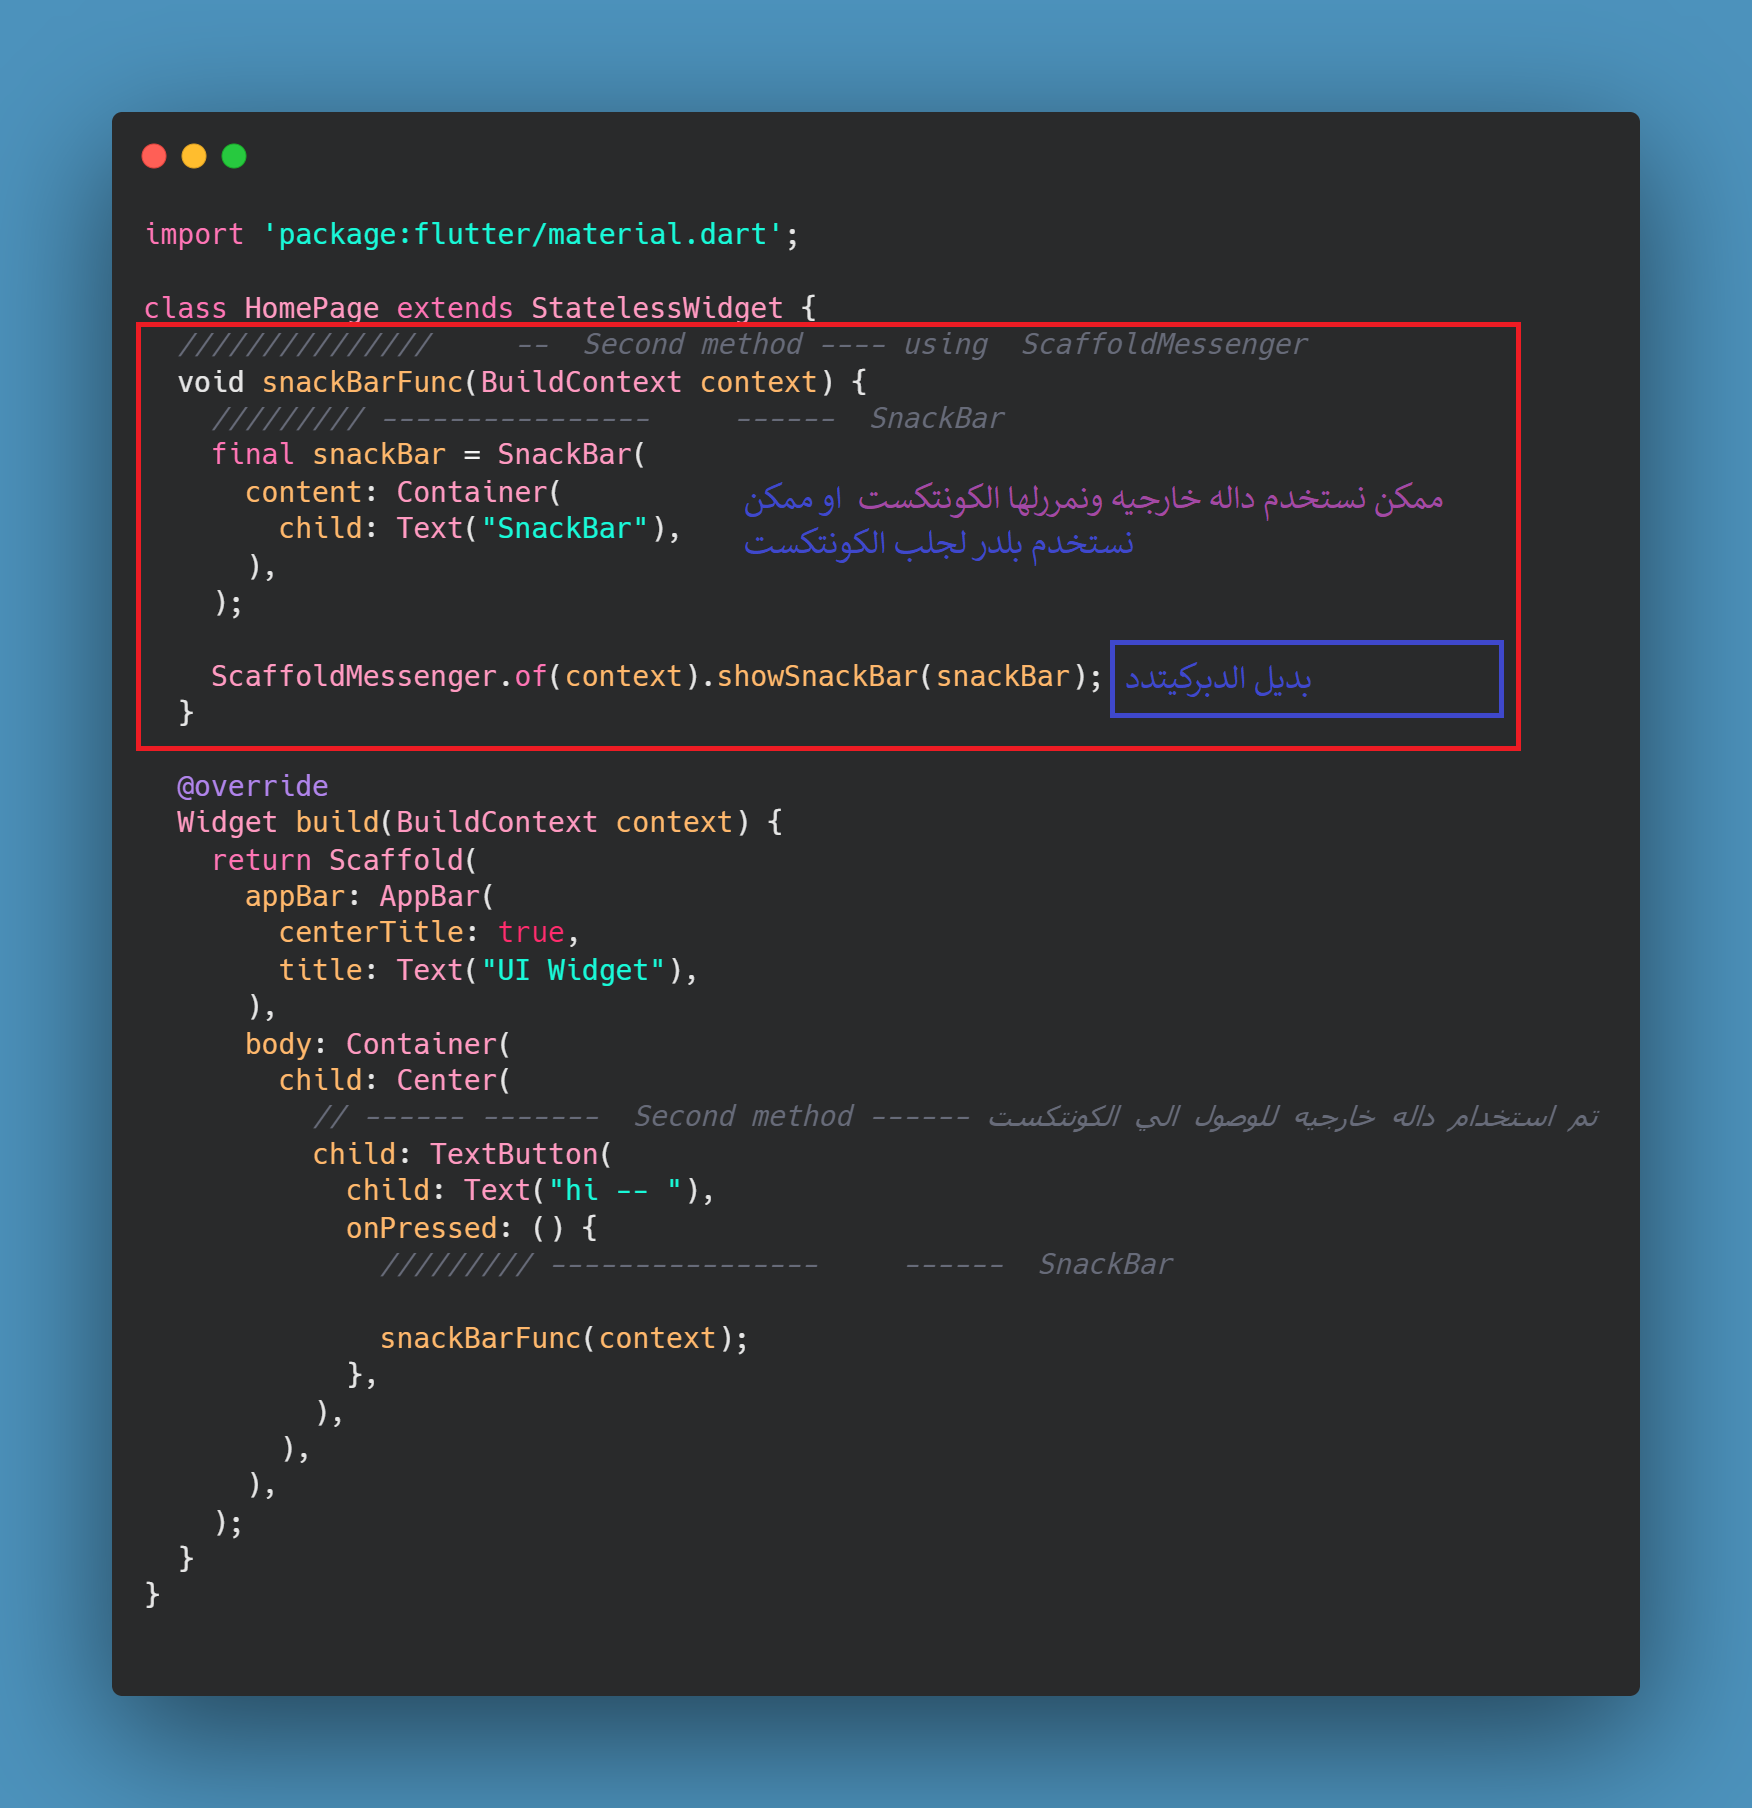 import 'package:flutter/material.dart';
class HomePage extends StatelessWidget {
///////////////     --  Second method ---- using  ScaffoldMessenger
void snackBarFunc(BuildContext context) {
///////// ----------------     ------  SnackBar
final snackBar = SnackBar(
content: Container(
ممكن نستخدم داله خارجيه ونمررلها الكونتكست او ممكن
child: Text("SnackBar"),
نستخدم بلدر لجلب الكونتكست
),
);
ScaffoldMessenger.of(context).showSnackBar(snackBar); بديل الدبركيتدد
}
@override
Widget build(BuildContext context) {
return Scaffold(
appBar: AppBar(
centerTitle: true,
title: Text("UI Widget"),
),
body: Container(
child: Center(
// ------ -------  Second method ------ تم استخدام داله خارجيه للوصول الي الكونتكست
child: TextButton(
child: Text("hi -- "),
onPressed: () {
///////// ----------------     ------  SnackBar
snackBarFunc(context);
},
),
),
),
);
}
}